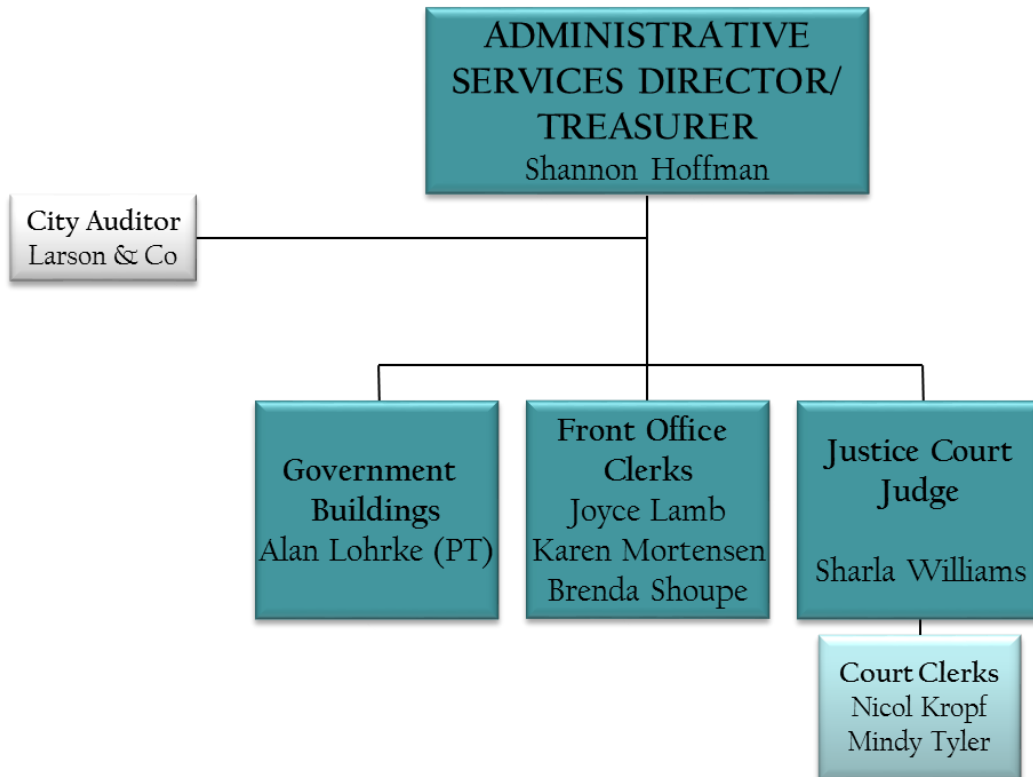 ADMINISTRATIVE
SERVICES DIRECTOR/
TREASURER
Shannon Hoffman
City Auditor
Larson & Co
Government
Buildings
Alan Lohrke (PT)
Front Office
Clerks
Joyce Lamb
Karen Mortensen
Brenda Shoupe
Justice Court
Judge
Sharla Williams
Court Clerks
Nicol Kropf
Mindy Tyler